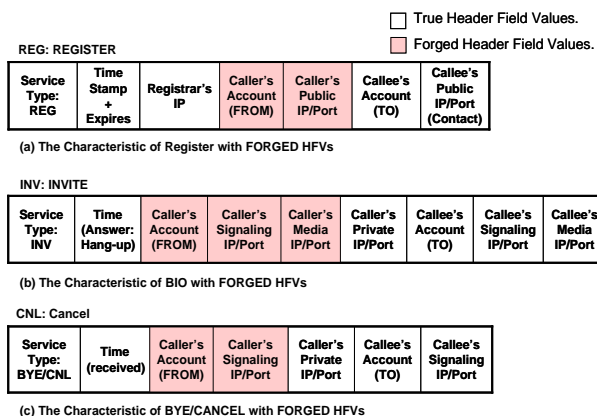 True Header Field Values.
Forged Header Field Values.
REG: REGISTER
Service Type: REG
Time Stamp + Expires
Registrar's IP
Caller's Account (FROM)
Caller's Public IP/Port
Callee's Account (TO)
Callee's Public IP/Port (Contact)
(a) The Characteristic of Register with FORGED HFVs
INV: INVITE
Service Type: INV
Time (Answer: Hang-up)
Caller's Account (FROM)
Caller's Signaling IP/Port
Caller's Media IP/Port
Caller's Private IP/Port
Callee's Account (TO)
Callee's Signaling IP/Port
Callee's Media IP/Port
(b) The Characteristic of BIO with FORGED HFVs
CNL: Cancel
Service Type: BYE/CNL
Time (received)
Caller's Account (FROM)
Caller's Signaling IP/Port
Caller's Private IP/Port
Callee's Account (TO)
Callee's Signaling IP/Port
(c) The Characteristic of BYE/CANCEL with FORGED HFVs